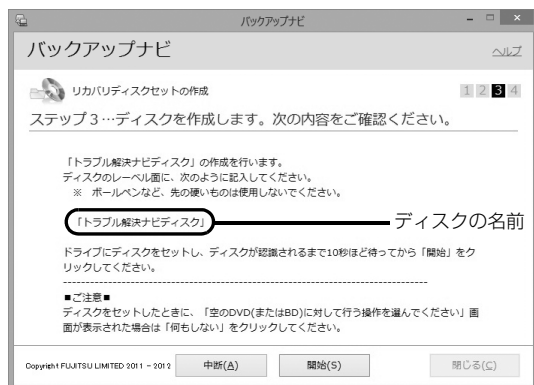 バックアップナビ
バックアップナビ
ヘルプ
リカバリディスクセットの作成
1 2 3 4
ステップ3…ディスクを作成します。次の内容をご確認ください。
「トラブル解決ナビディスク」の作成を行います。
ディスクのレーベル面に、次のように記入してください。
※ ボールペンなど、先の硬いものは使用しないでください。
「トラブル解決ナビディスク」
ディスクの名前
ドライブにディスクをセットし、ディスクが認識されるまで10秒ほど待ってから「開始」をク
リックしてください。
--------------------------------------------------------------------------------
■ご注意■
ディスクをセットしたときに、「空のDVD(またはBD)に対して行う操作を選んでください」画
面が表示された場合は「何もしない」をクリックしてください。
Copyright FUJITSU LIMITED 2011 - 2012
中断(A)
開始(S)
閉じる(C)